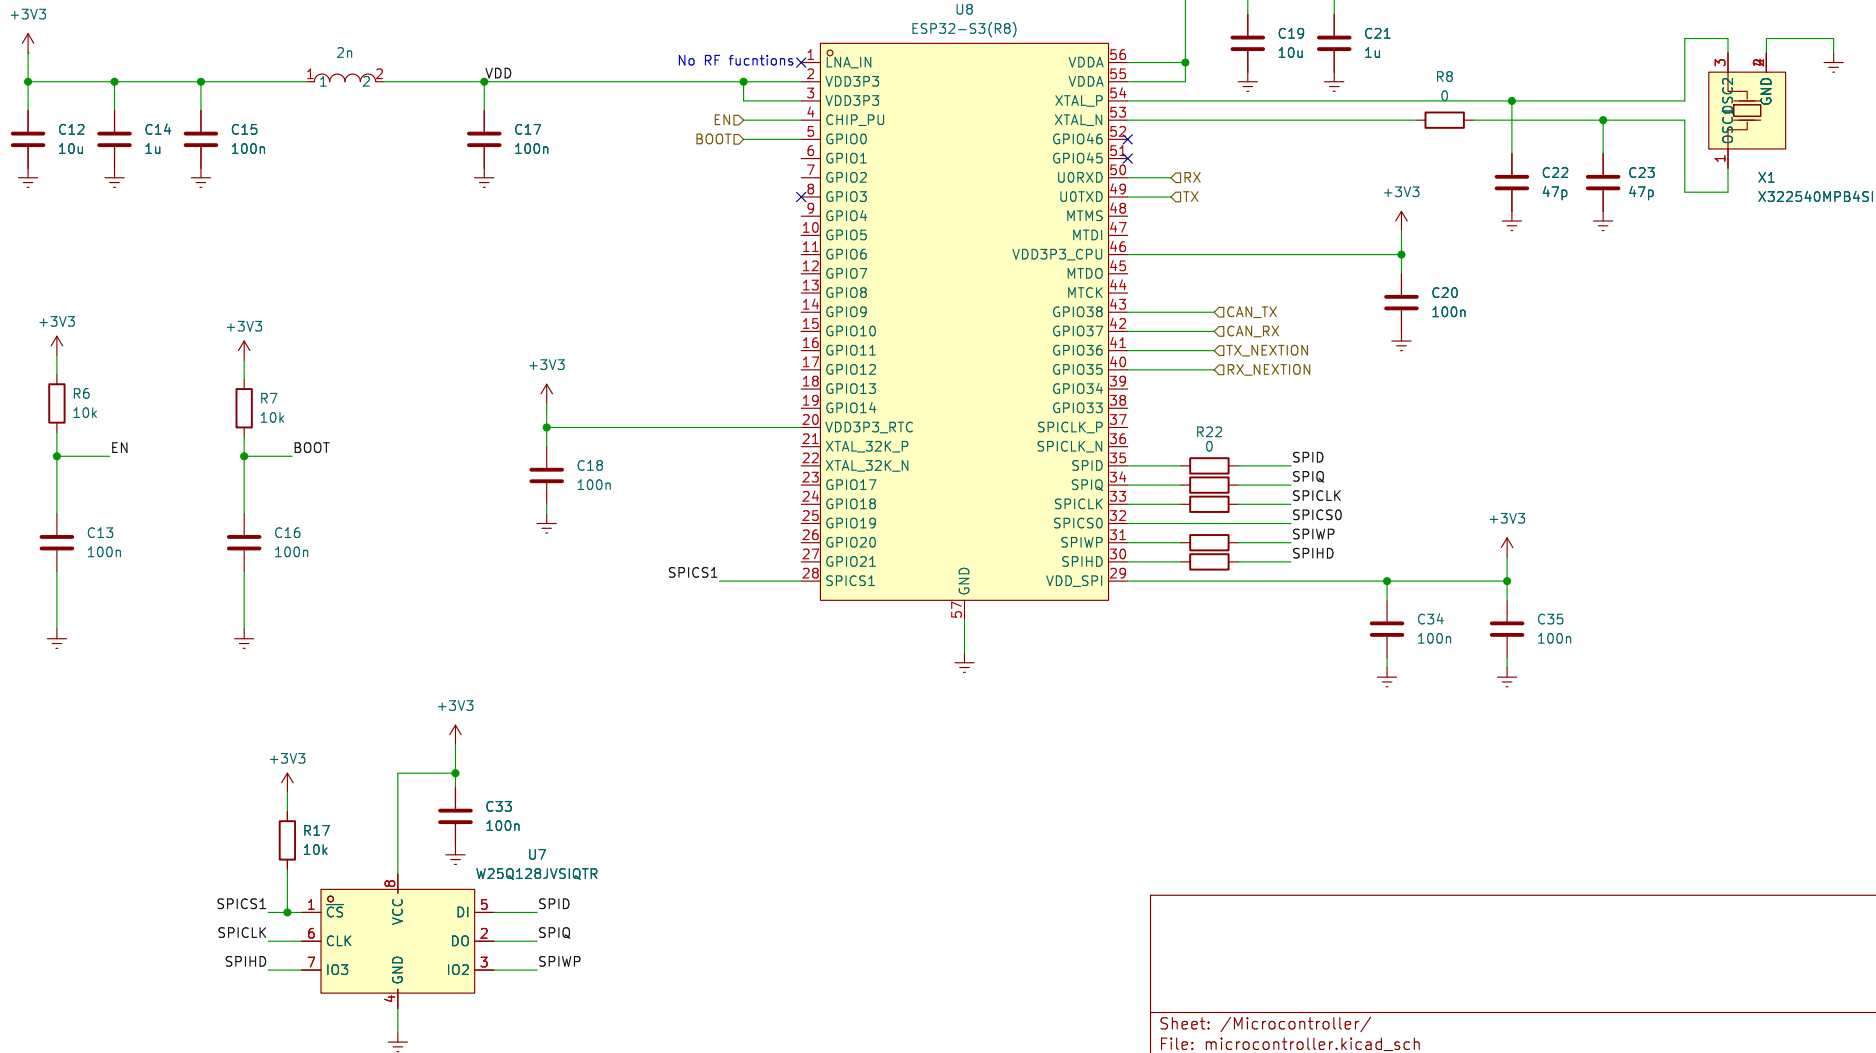 +3V3
C12
10u
C14
1u
C15
100n
2n
1 1 2 2
VDD
C17
100n
U8
ESP32-S3(R8)
No RF fucntions
EN
BOOT
1 LNA_IN
2 VDD3P3
3 VDD3P3
4 CHIP_PU
5 GPIO0
6 GPIO1
7 GPIO2
8 GPIO3
9 GPIO4
10 GPIO5
11 GPIO6
12 GPIO7
13 GPIO8
14 GPIO9
15 GPIO10
16 GPIO11
17 GPIO12
18 GPIO13
19 GPIO14
20 VDD3P3_RTC
21 XTAL_32K_P
22 XTAL_32K_N
23 GPIO17
24 GPIO18
25 GPIO19
26 GPIO20
27 GPIO21
28 SPICS1
SPICS1
GND
57
VDDA 56
VDDA 55
XTAL_P 54
XTAL_N 53
GPIO46 52
GPIO45 51
U0RXD 50
U0TXD 49
MTMS 48
MTDI 47
VDD3P3_CPU 46
MTDO 45
MTCK 44
GPIO38 43
GPIO37 42
GPIO36 41
GPIO35 40
GPIO34 39
GPIO33 38
SPICLK_P 37
SPICLK_N 36
SPID 35
SPIQ 34
SPICLK 33
SPICS0 32
SPIWP 31
SPIHD 30
VDD_SPI 29
RX
TX
CAN_TX
CAN_RX
TX_NEXTION
RX_NEXTION
R22
0
SPID
SPIQ
SPICLK
SPICS0
SPIWP
SPIHD
C19
10u
C21
1u
R8
0
C22
47p
C23
47p
3
OSC2
GND
OSC1
1
X1
X322540MPB4SI
+3V3
C20
100n
+3V3
C34
100n
C35
100n
+3V3
R6
10k
EN
C13
100n
+3V3
R7
10k
BOOT
C16
100n
+3V3
C18
100n
+3V3
C33
100n
+3V3
R17
10k
U7
W25Q128JVSIQTR
8
VCC
SPICS1 1 CS
SPICLK 6 CLK
SPIHD 7 IO3
DI 5 SPID
DO 2 SPIQ
IO2 3 SPIWP
GND
4
Sheet: /Microcontroller/
File: microcontroller.kicad_sch